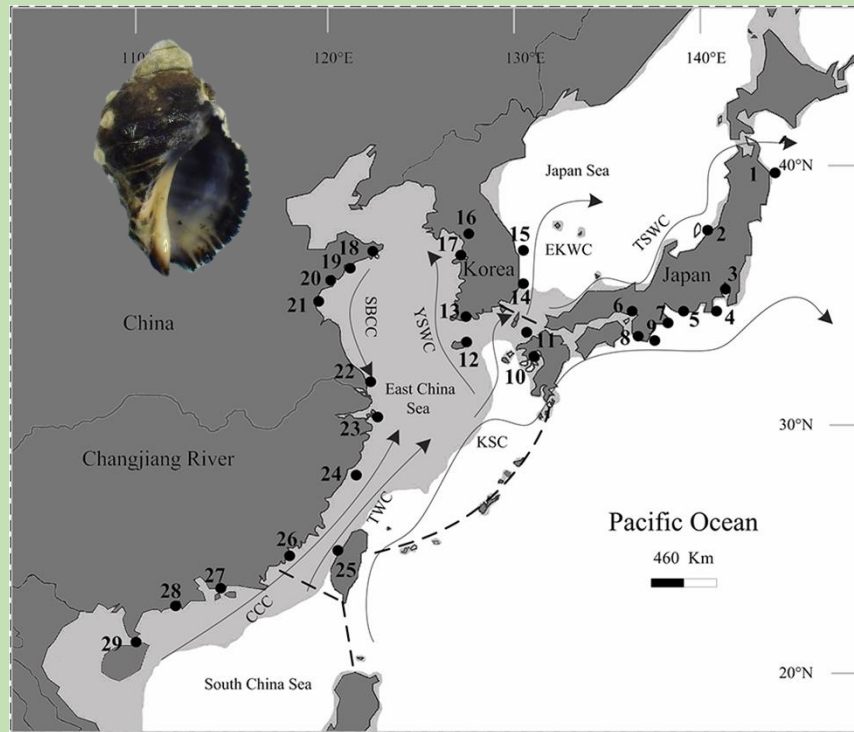 110°E
120°E
130°E
140°E
40°N
30°N
20°N
Japan Sea
1
2
16
15
17
EKWC
TSWC
Korea
Japan
3
18
19
20
21
14
13
12
6
7
5
4
8
9
11
10
China
SBCC
YSWC
22
East China
Sea
23
KSC
Changjiang River
24
TWC
Pacific Ocean
460 Km
26
25
27
28
CCC
29
South China Sea